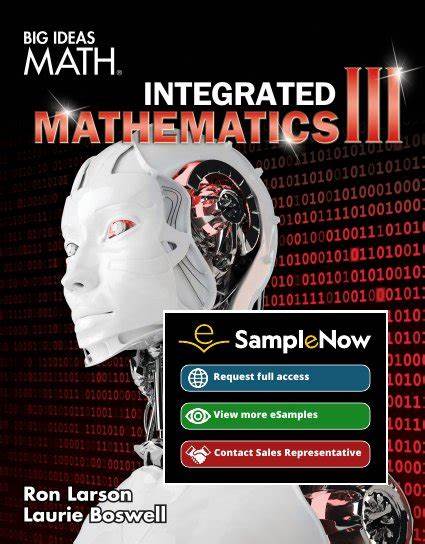 BIG IDEAS
MATH®
INTEGRATED
MATHEMATICS III
SampleNow
Request full access
View more eSamples
Contact Sales Representative
Ron Larson
Laurie Boswell